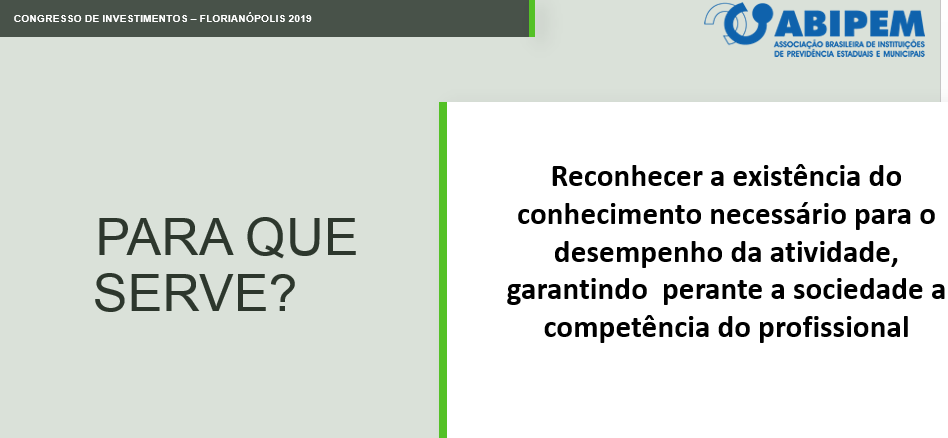 CONGRESSO DE INVESTIMENTOS – FLORIANÓPOLIS 2019
ABIPEM
ASSOCIAÇÃO BRASILEIRA DE INSTITUIÇÕES
DE PREVIDÊNCIA ESTADUAIS E MUNICIPAIS
PARA QUE
SERVE?
Reconhecer a existência do
conhecimento necessário para o
desempenho da atividade,
garantindo  perante a sociedade a
competência do profissional